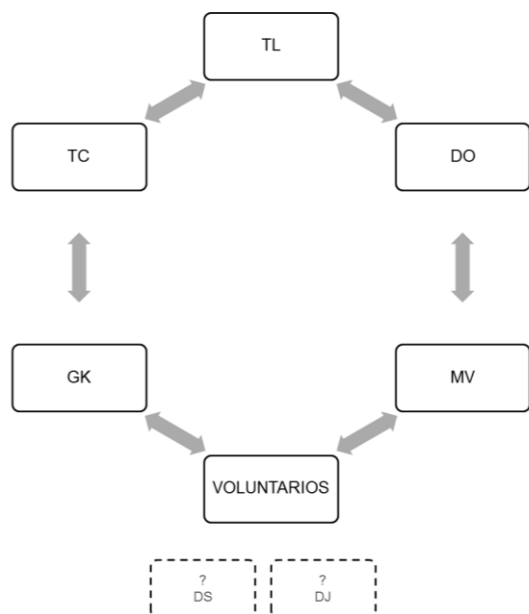 TL
TC
DO
GK
MV
VOLUNTARIOS
?
DS
?
DJ